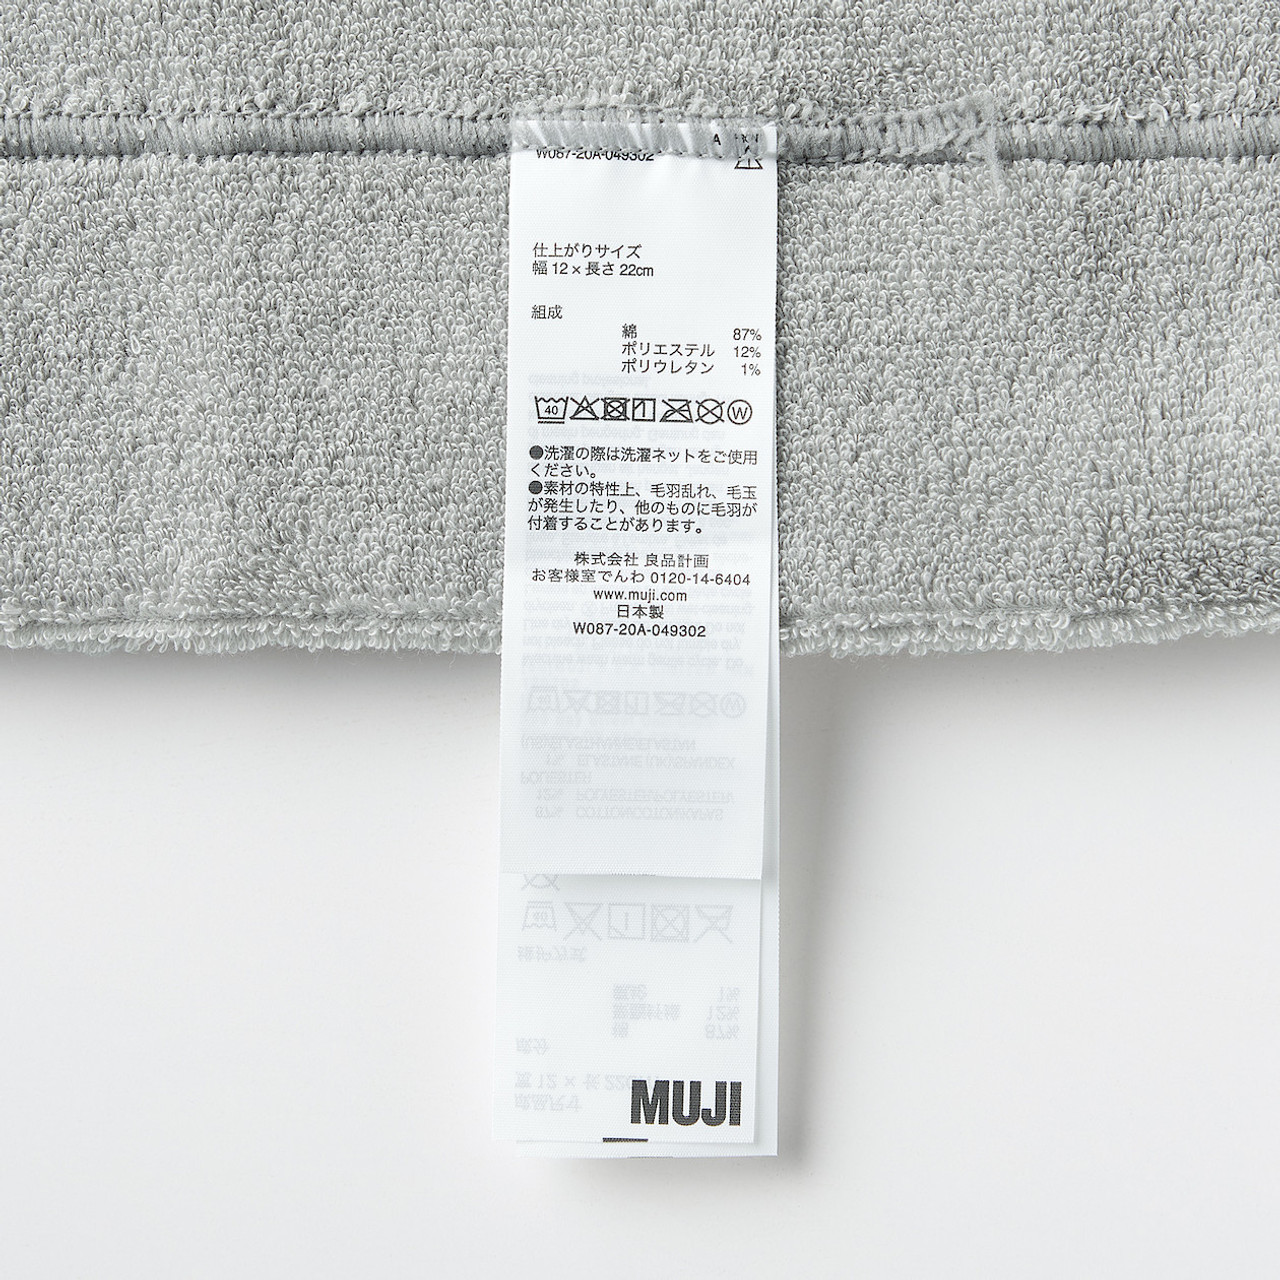 W087-20A-049302
仕上がりサイズ
幅 12 × 長さ 22cm
組成
綿 87%
ポリエステル 12%
ポリウレタン 1%
40 W
●洗濯の際は洗濯ネットをご使用
ください。
●素材の特性上、毛羽乱れ、毛玉
が発生したり、他のものに毛羽が
付着することがあります。
株式会社 良品計画
お客様室でんわ 0120-14-6404
www.muji.com
日本製
W087-20A-049302
MUJI